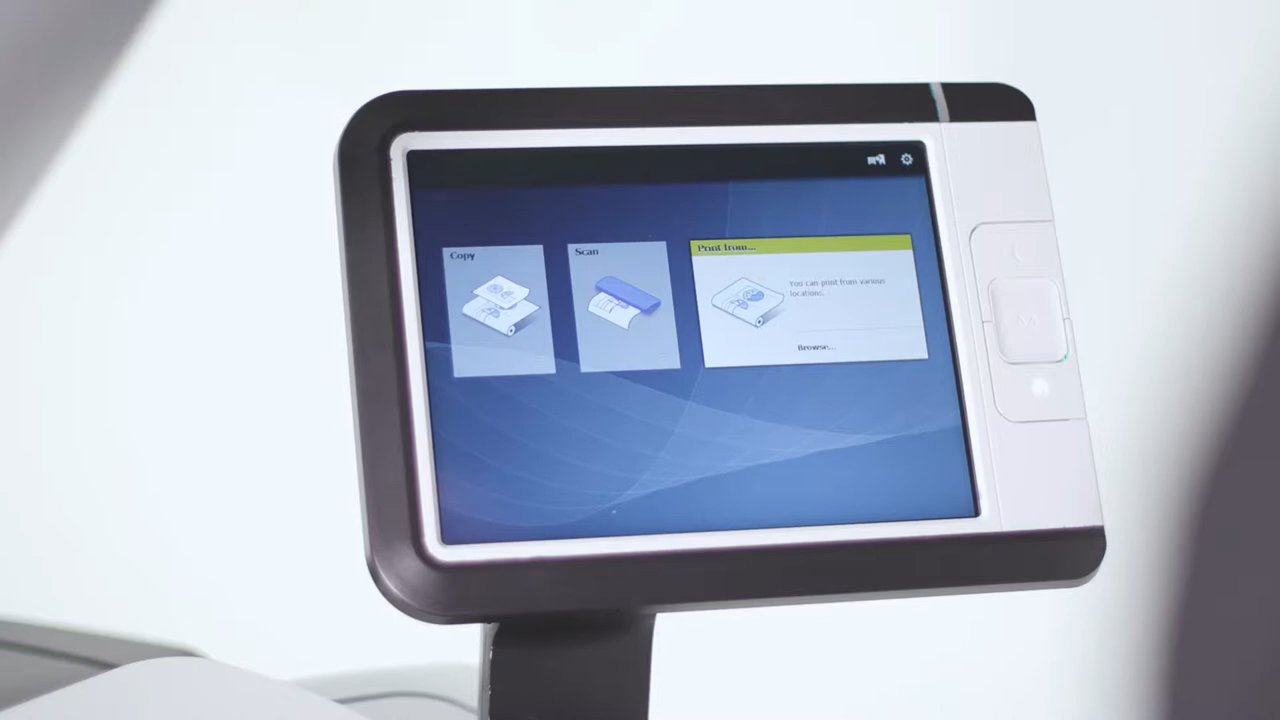 Copy
Scan
Print from...
You can print from various
locations.
Browse...